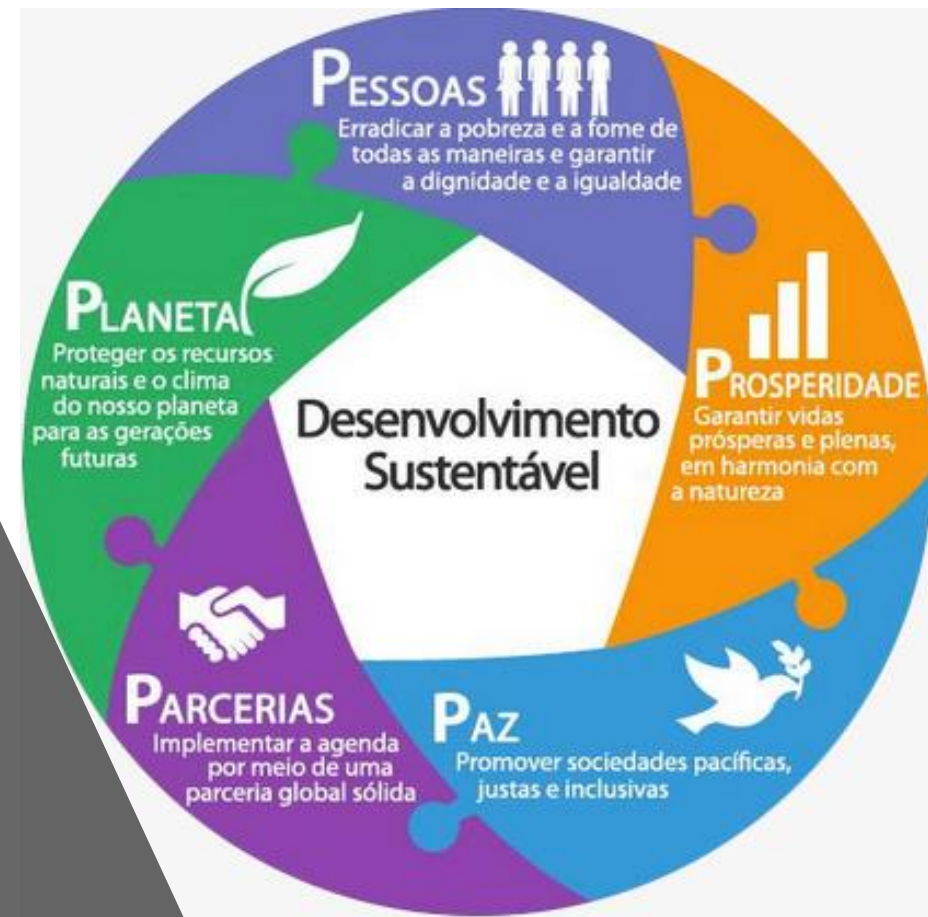 PESSOAS
Erradicar a pobreza e a fome de
todas as maneiras e garantir
a dignidade e a igualdade
PROSPERIDADE
Garantir vidas
prósperas e plenas,
em harmonia com
a natureza
PAZ
Promover sociedades pacíficas,
justas e inclusivas
PARCERIAS
Implementar a agenda
por meio de uma
parceria global sólida
PLANETA
Proteger os recursos
naturais e o clima
do nosso planeta
para as gerações
futuras
Desenvolvimento
Sustentável